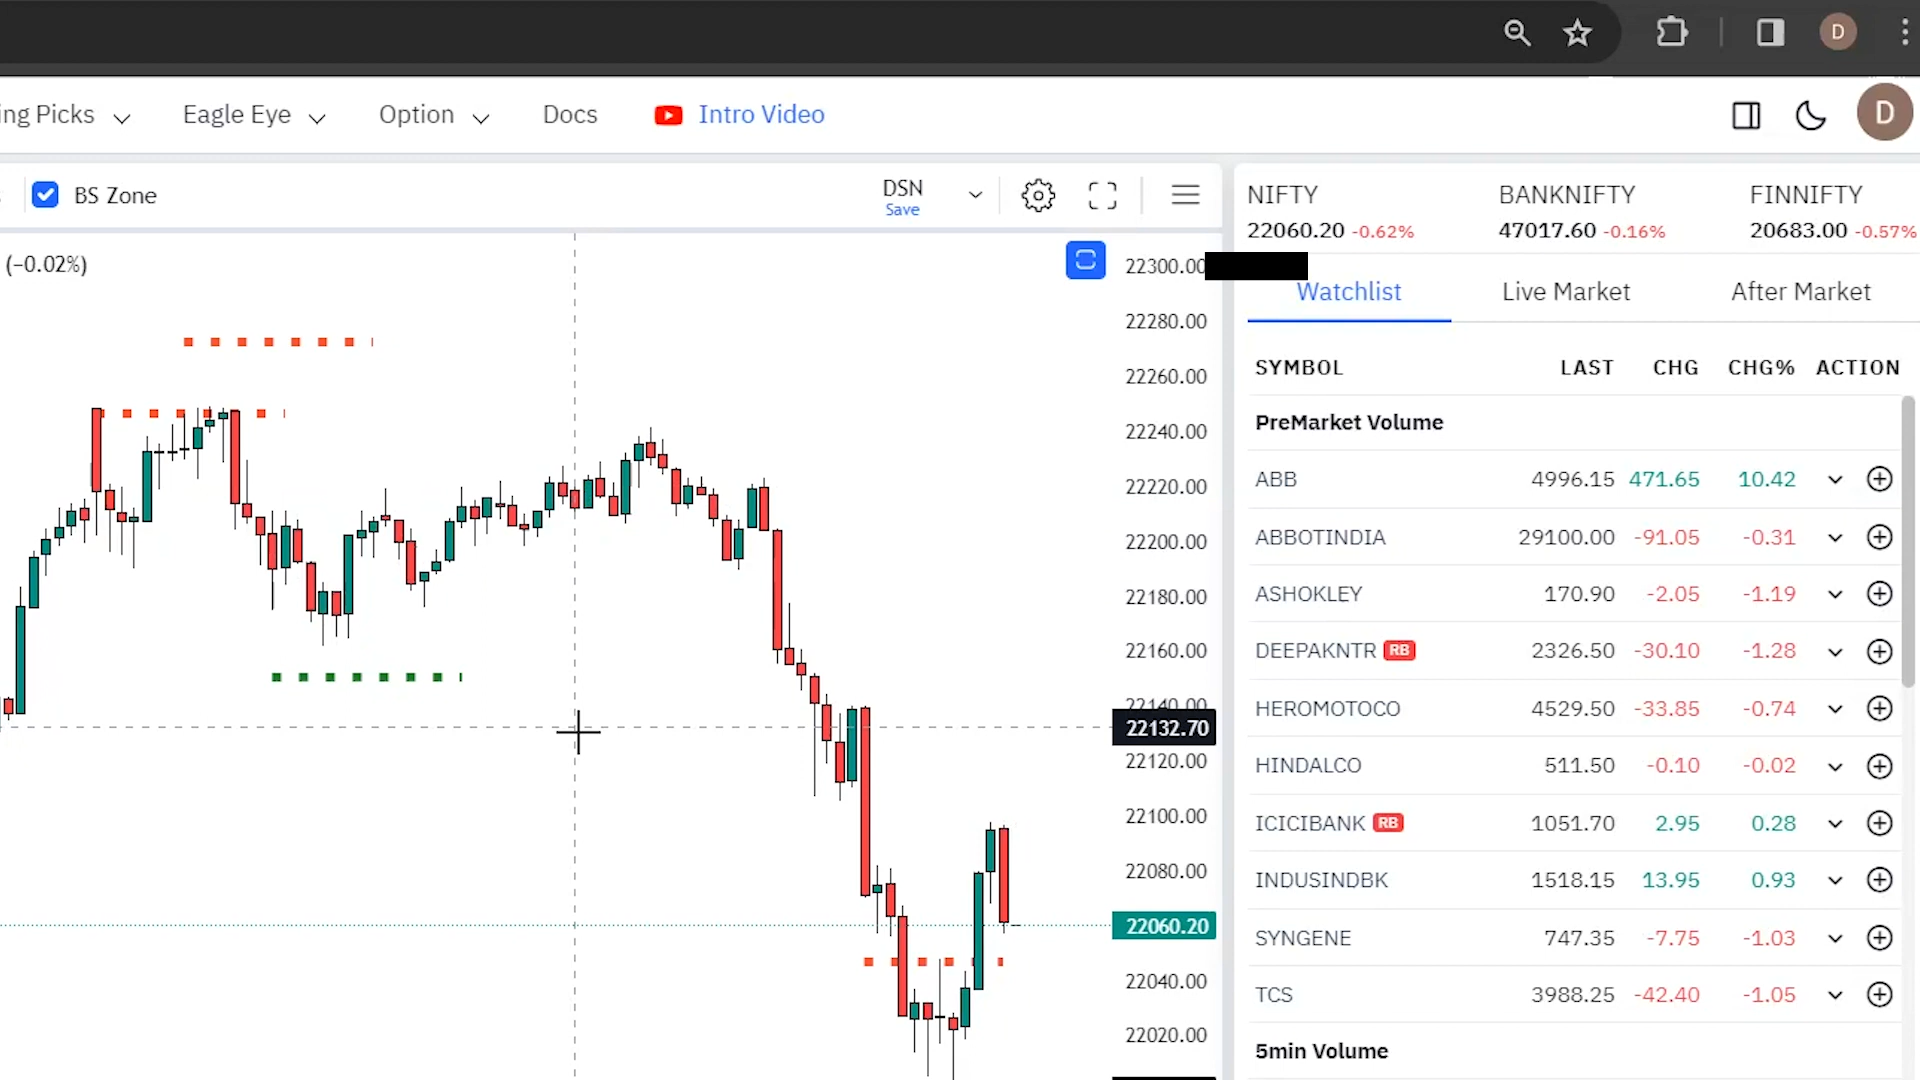 D
ing Picks Eagle Eye Option Docs Intro Video D
BS Zone DSN
Save
NIFTY BANKNIFTY FINNIFTY
22060.20 -0.62% 47017.60 -0.16% 20683.00 -0.57%
(−0.02%)
Watchlist Live Market After Market
22300.00
22280.00
22260.00
22240.00
22220.00
22200.00
22180.00
22160.00
22140.00
22132.70
22120.00
22100.00
22080.00
22060.20
22040.00
22020.00
SYMBOL LAST CHG CHG% ACTION
PreMarket Volume
ABB 4996.15 471.65 10.42
ABBOTINDIA 29100.00 -91.05 -0.31
ASHOKLEY 170.90 -2.05 -1.19
DEEPAKNTR RB 2326.50 -30.10 -1.28
HEROMOTOCO 4529.50 -33.85 -0.74
HINDALCO 511.50 -0.10 -0.02
ICICIBANK RB 1051.70 2.95 0.28
INDUSINDBK 1518.15 13.95 0.93
SYNGENE 747.35 -7.75 -1.03
TCS 3988.25 -42.40 -1.05
5min Volume